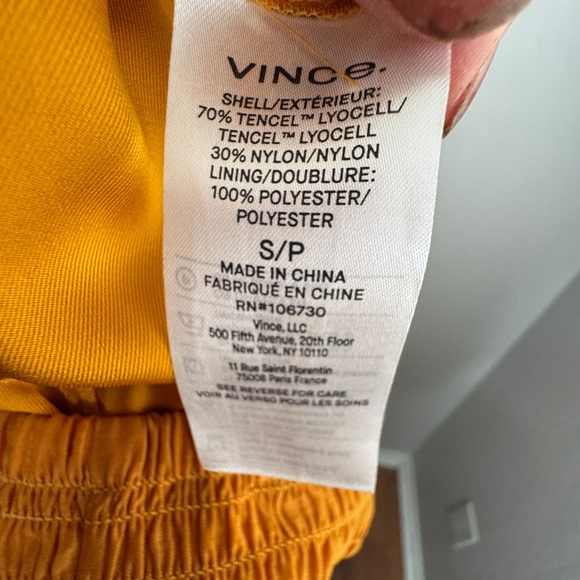 VINCE.
SHELL/EXTÉRIEUR:
70% TENCEL™ LYOCELL/
TENCEL™ LYOCELL
30% NYLON/NYLON
LINING/DOUBLURE:
100% POLYESTER/
POLYESTER
S/P
MADE IN CHINA
FABRIQUÉ EN CHINE
RN#106730
Vince, LLC
500 Fifth Avenue, 20th Floor
New York, NY 10110
11 Rue Saint Florentin
75008 Paris France
SEE REVERSE FOR CARE
VOIR AU VERSO POUR LES SOINS